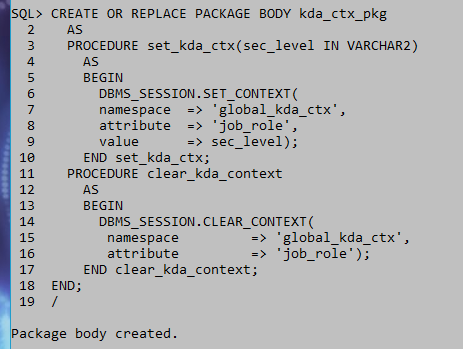 SQL> CREATE OR REPLACE PACKAGE BODY kda_ctx_pkg
  2    AS
  3    PROCEDURE set_kda_ctx(sec_level IN VARCHAR2)
  4      AS
  5      BEGIN
  6        DBMS_SESSION.SET_CONTEXT(
  7        namespace  => 'global_kda_ctx',
  8        attribute  => 'job_role',
  9        value      => sec_level);
 10      END set_kda_ctx;
 11    PROCEDURE clear_kda_context
 12      AS
 13      BEGIN
 14        DBMS_SESSION.CLEAR_CONTEXT(
 15         namespace         => 'global_kda_ctx',
 16         attribute         => 'job_role');
 17      END clear_kda_context;
 18  END;
 19  /
Package body created.